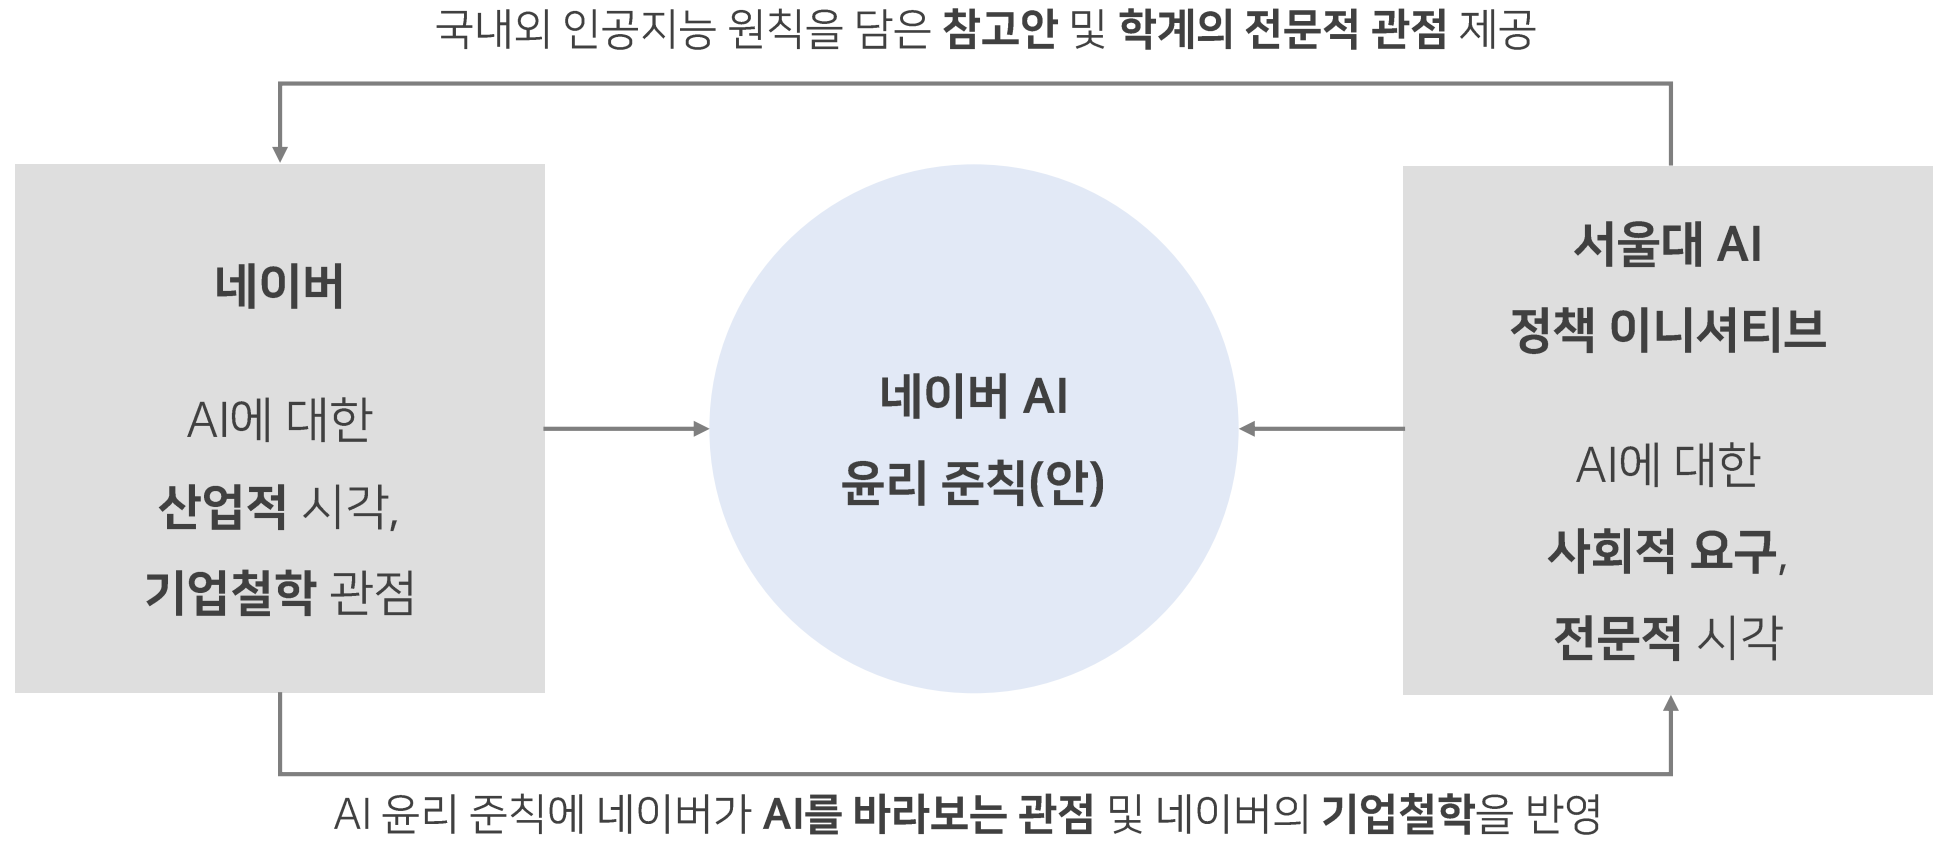 국내외 인공지능 원칙을 담은 참고안 및 학계의 전문적 관점 제공
네이버
AI에 대한
산업적 시각,
기업철학 관점
네이버 AI
윤리 준칙(안)
서울대 AI
정책 이니셔티브
AI에 대한
사회적 요구,
전문적 시각
AI 윤리 준칙에 네이버가 AI를 바라보는 관점 및 네이버의 기업철학을 반영